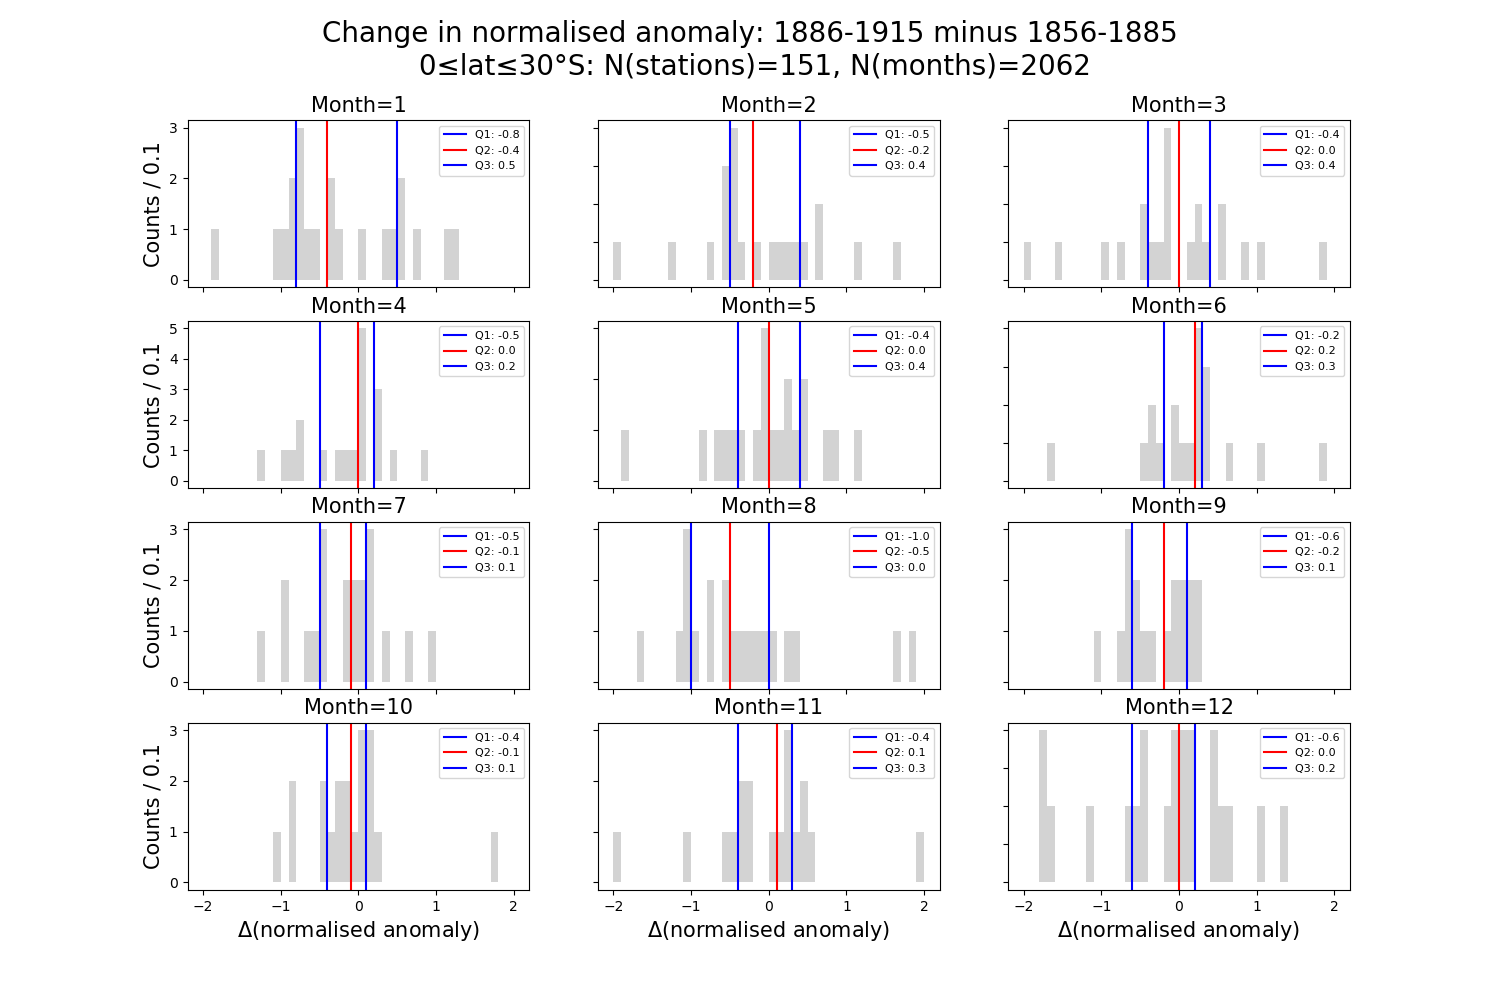 Change in normalised anomaly: 1886-1915 minus 1856-1885
0≤lat≤30°S: N(stations)=151, N(months)=2062
Month=1
Q1: -0.8
Q2: -0.4
Q3: 0.5
Counts / 0.1
3
2
1
0
Month=2
Q1: -0.5
Q2: -0.2
Q3: 0.4
Month=3
Q1: -0.4
Q2: 0.0
Q3: 0.4
Month=4
Q1: -0.5
Q2: 0.0
Q3: 0.2
Counts / 0.1
5
4
3
2
1
0
Month=5
Q1: -0.4
Q2: 0.0
Q3: 0.4
Month=6
Q1: -0.2
Q2: 0.2
Q3: 0.3
Month=7
Q1: -0.5
Q2: -0.1
Q3: 0.1
Counts / 0.1
3
2
1
0
Month=8
Q1: -1.0
Q2: -0.5
Q3: 0.0
Month=9
Q1: -0.6
Q2: -0.2
Q3: 0.1
Month=10
Q1: -0.4
Q2: -0.1
Q3: 0.1
Counts / 0.1
3
2
1
0
−2 −1 0 1 2
Δ(normalised anomaly)
Month=11
Q1: -0.4
Q2: 0.1
Q3: 0.3
−2 −1 0 1 2
Δ(normalised anomaly)
Month=12
Q1: -0.6
Q2: 0.0
Q3: 0.2
−2 −1 0 1 2
Δ(normalised anomaly)